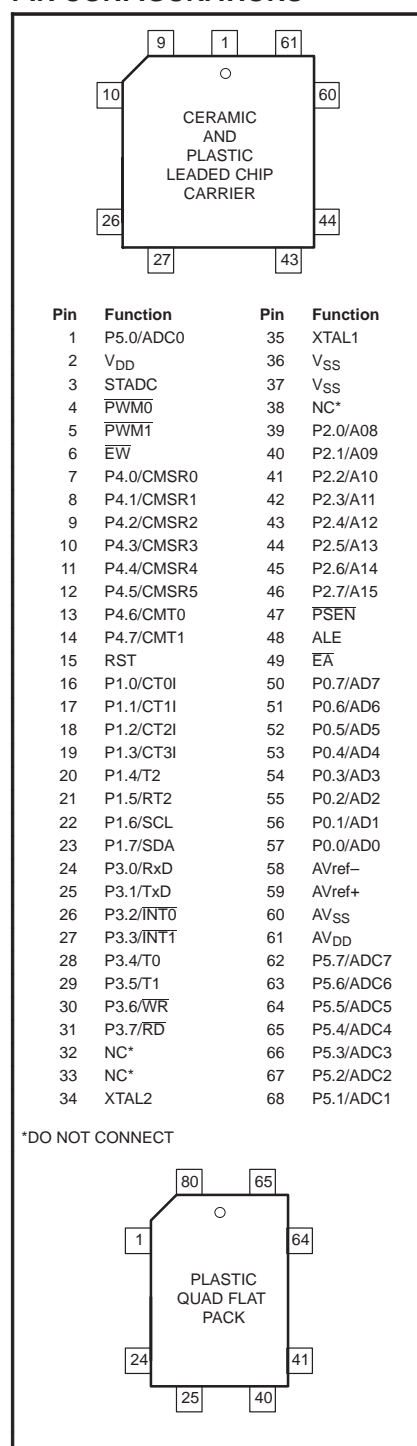 PIN CONFIGURATIONS
9 1 61
10 60
CERAMIC
AND
PLASTIC
LEADED CHIP
CARRIER
26 44
27 43
Pin Function Pin Function
1 P5.0/ADC0 35 XTAL1
2 VDD 36 VSS
3 STADC 37 VSS
4 PWM0 38 NC*
5 PWM1 39 P2.0/A08
6 EW 40 P2.1/A09
7 P4.0/CMSR0 41 P2.2/A10
8 P4.1/CMSR1 42 P2.3/A11
9 P4.2/CMSR2 43 P2.4/A12
10 P4.3/CMSR3 44 P2.5/A13
11 P4.4/CMSR4 45 P2.6/A14
12 P4.5/CMSR5 46 P2.7/A15
13 P4.6/CMT0 47 PSEN
14 P4.7/CMT1 48 ALE
15 RST 49 EA
16 P1.0/CT0I 50 P0.7/AD7
17 P1.1/CT1I 51 P0.6/AD6
18 P1.2/CT2I 52 P0.5/AD5
19 P1.3/CT3I 53 P0.4/AD4
20 P1.4/T2 54 P0.3/AD3
21 P1.5/RT2 55 P0.2/AD2
22 P1.6/SCL 56 P0.1/AD1
23 P1.7/SDA 57 P0.0/AD0
24 P3.0/RxD 58 AVref–
25 P3.1/TxD 59 AVref+
26 P3.2/INT0 60 AVSS
27 P3.3/INT1 61 AVDD
28 P3.4/T0 62 P5.7/ADC7
29 P3.5/T1 63 P5.6/ADC6
30 P3.6/WR 64 P5.5/ADC5
31 P3.7/RD 65 P5.4/ADC4
32 NC* 66 P5.3/ADC3
33 NC* 67 P5.2/ADC2
34 XTAL2 68 P5.1/ADC1
*DO NOT CONNECT
80 65
1 64
PLASTIC
QUAD FLAT
PACK
24 41
25 40